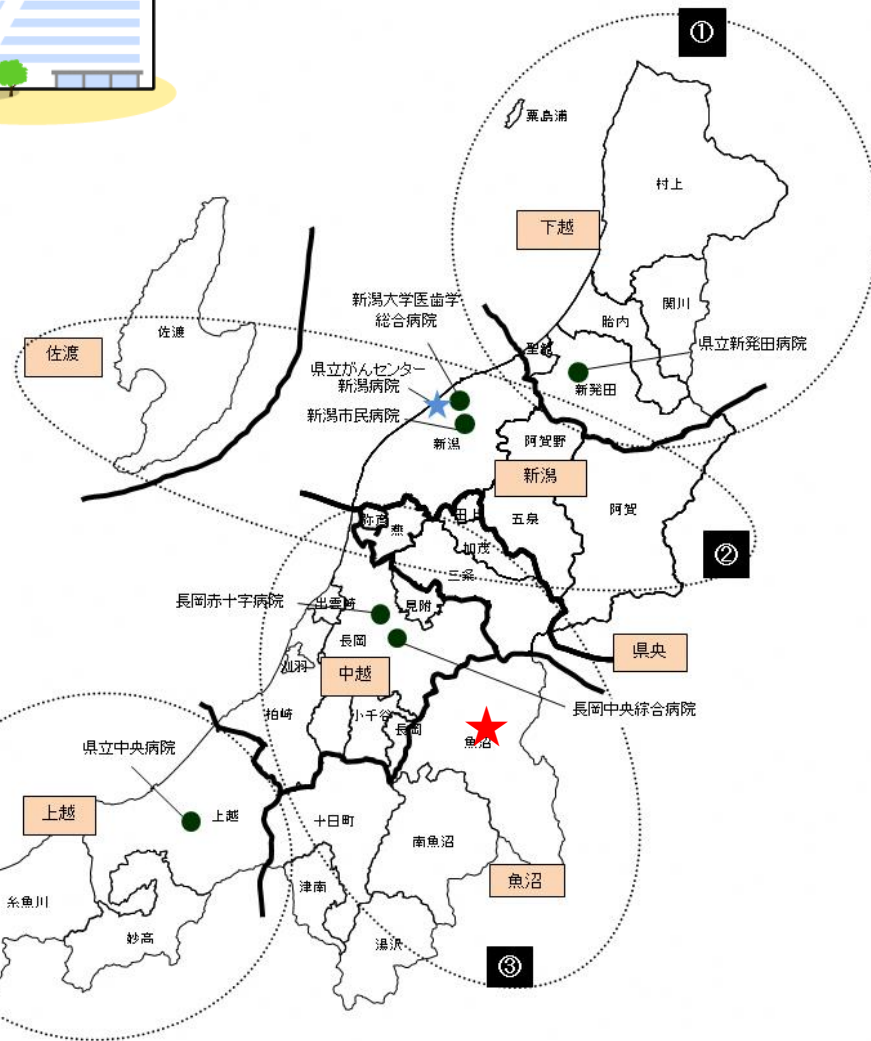 ①
粟島浦
村上
下越
関川
新潟大学医歯学
総合病院
胎内
佐渡
県立新発田病院
聖籠
佐渡
県立がんセンター
新潟病院
新発田
新潟市民病院
新潟
阿賀野
新潟
弥彦
田上
五泉
阿賀
燕
加茂
②
三条
長岡赤十字病院
出雲崎
見附
長岡
県央
刈羽
中越
長岡中央綜合病院
柏崎
小千谷
長岡
魚沼
県立中央病院
上越
上越
十日町
南魚沼
津南
魚沼
糸魚川
妙高
湯沢
③